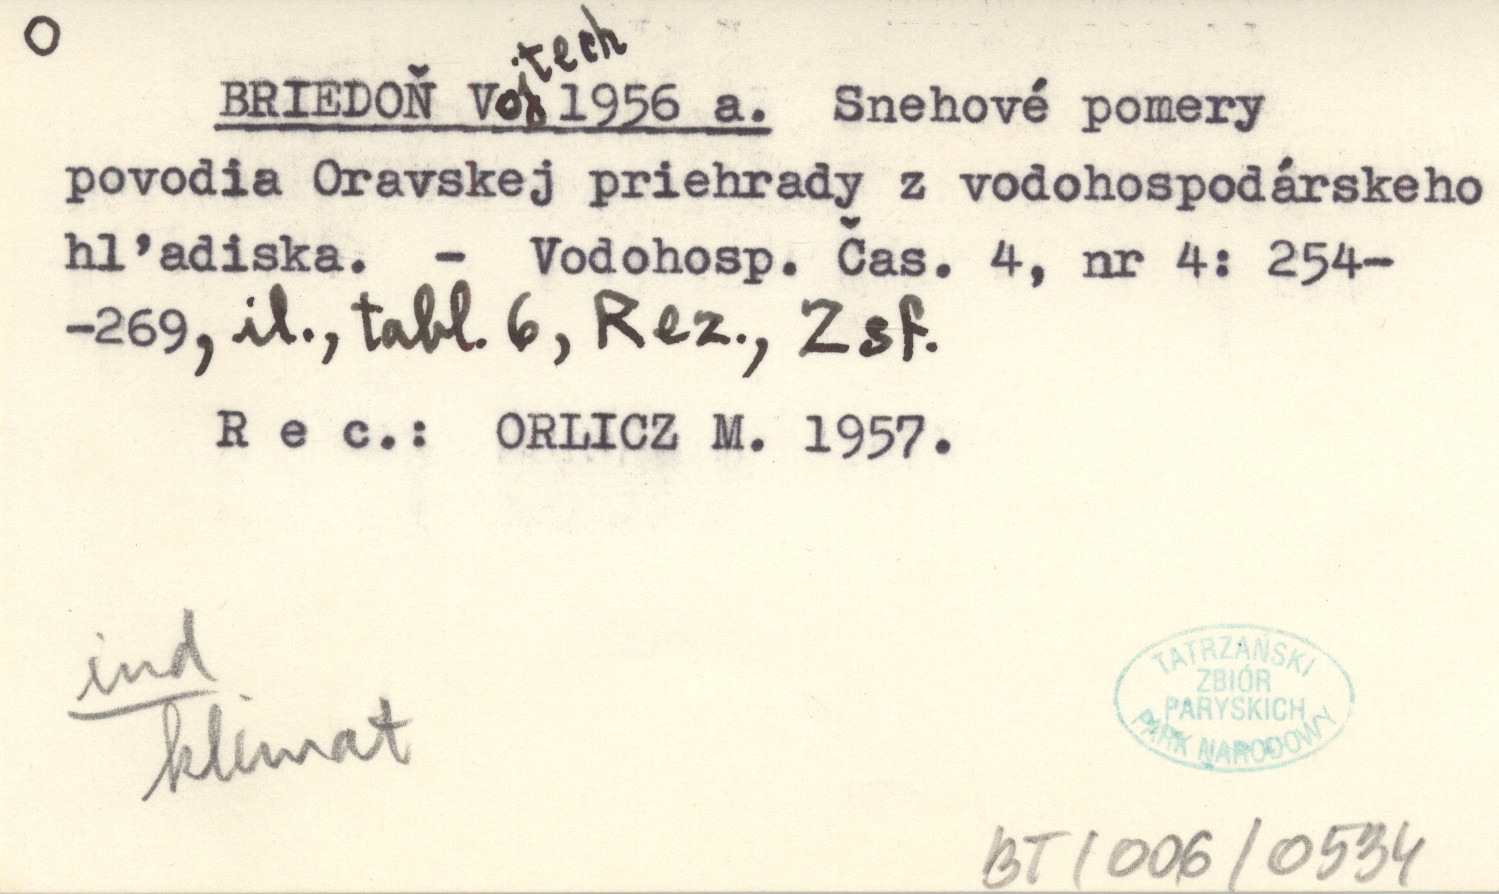 O
BRIEDOŇ Vojtech 1956 a. Snehové pomery
povodia Oravskej priehrady z vodohospodárskeho
hl'adiska. - Vodohosp. Čas. 4, nr 4: 254-
-269, il., tabl. 6, Rez., Zsf.
R e c.: ORLICZ M. 1957.
ind
klimat
TATRZAŃSKI
ZBIÓR
PARYSKICH
PARK NARODOWY
BT/006/0534